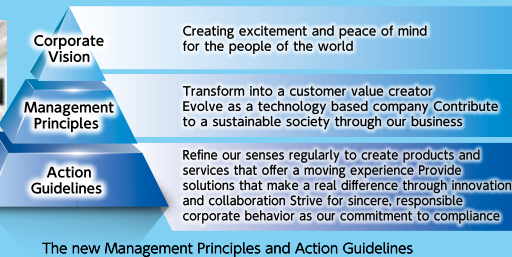 Corporate
Vision
Creating excitement and peace of mind
for the people of the world
Management
Principles
Transform into a customer value creator
Evolve as a technology based company Contribute
to a sustainable society through our business
Action
Guidelines
Refine our senses regularly to create products and
services that offer a moving experience Provide
solutions that make a real difference through innovation
and collaboration Strive for sincere, responsible
corporate behavior as our commitment to compliance
The new Management Principles and Action Guidelines